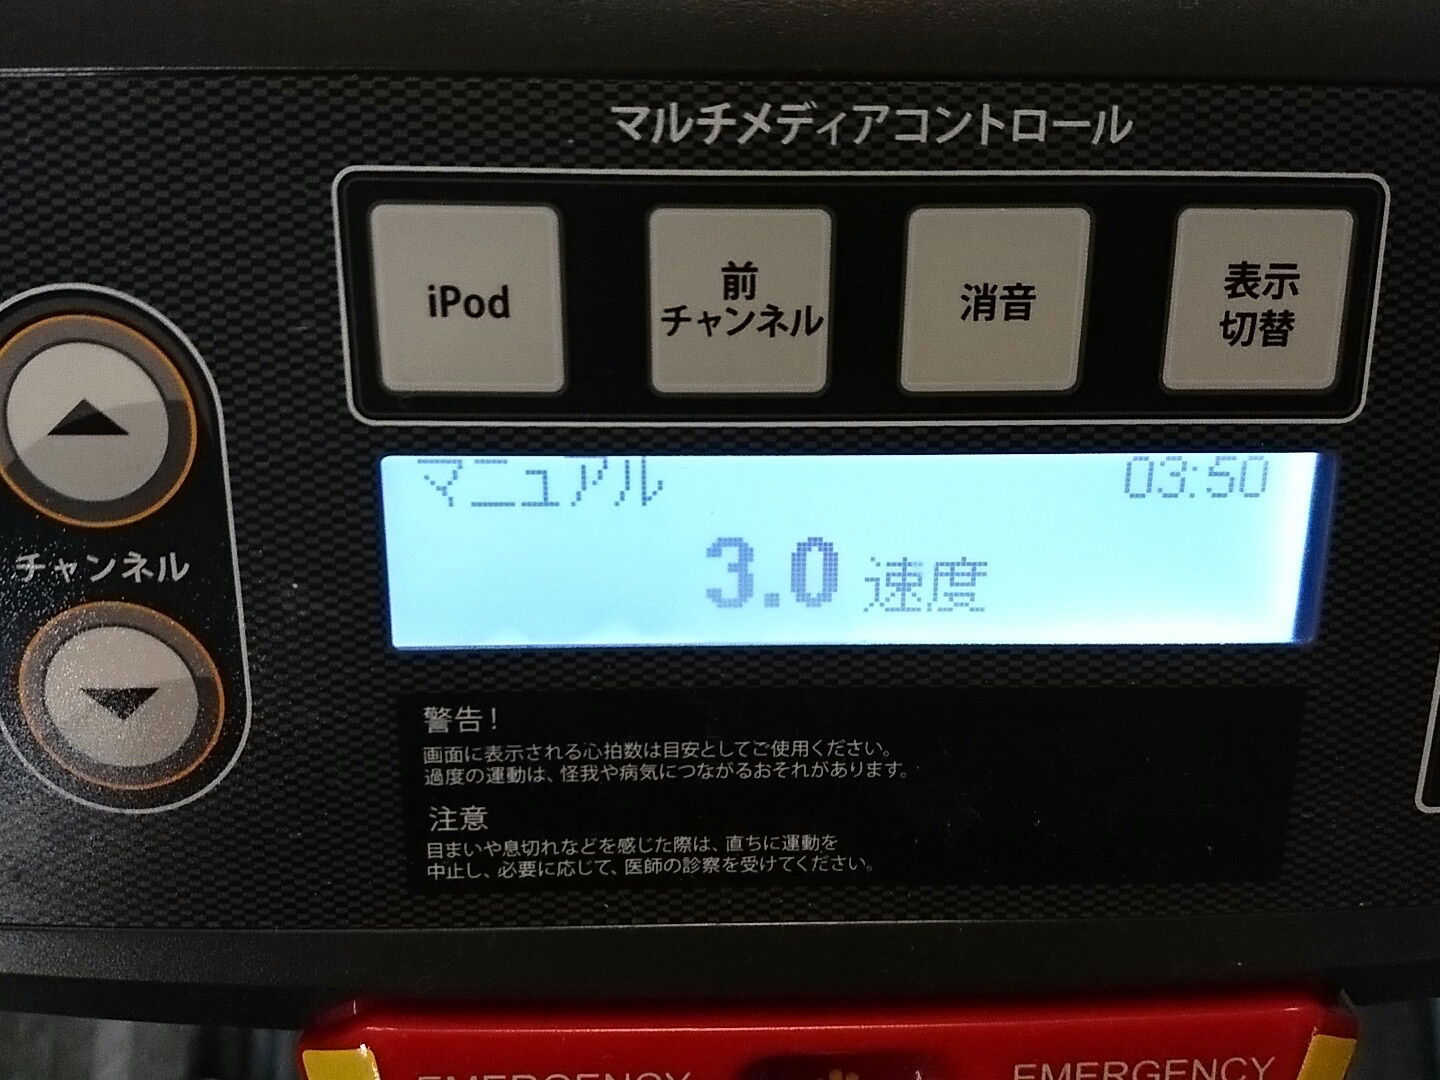 マルチメディアコントロール
iPod
前
チャンネル
消音
表示
切替
チャンネル
マニュアル 03:50
3.0 速度
警告!
画面に表示される心拍数は目安としてご使用ください。
過度の運動は、怪我や病気につながるおそれがあります。
注意
目まいや息切れなどを感じた際は、直ちに運動を
中止し、必要に応じて、医師の診察を受けてください。
EMERGENCY EMERGENCY